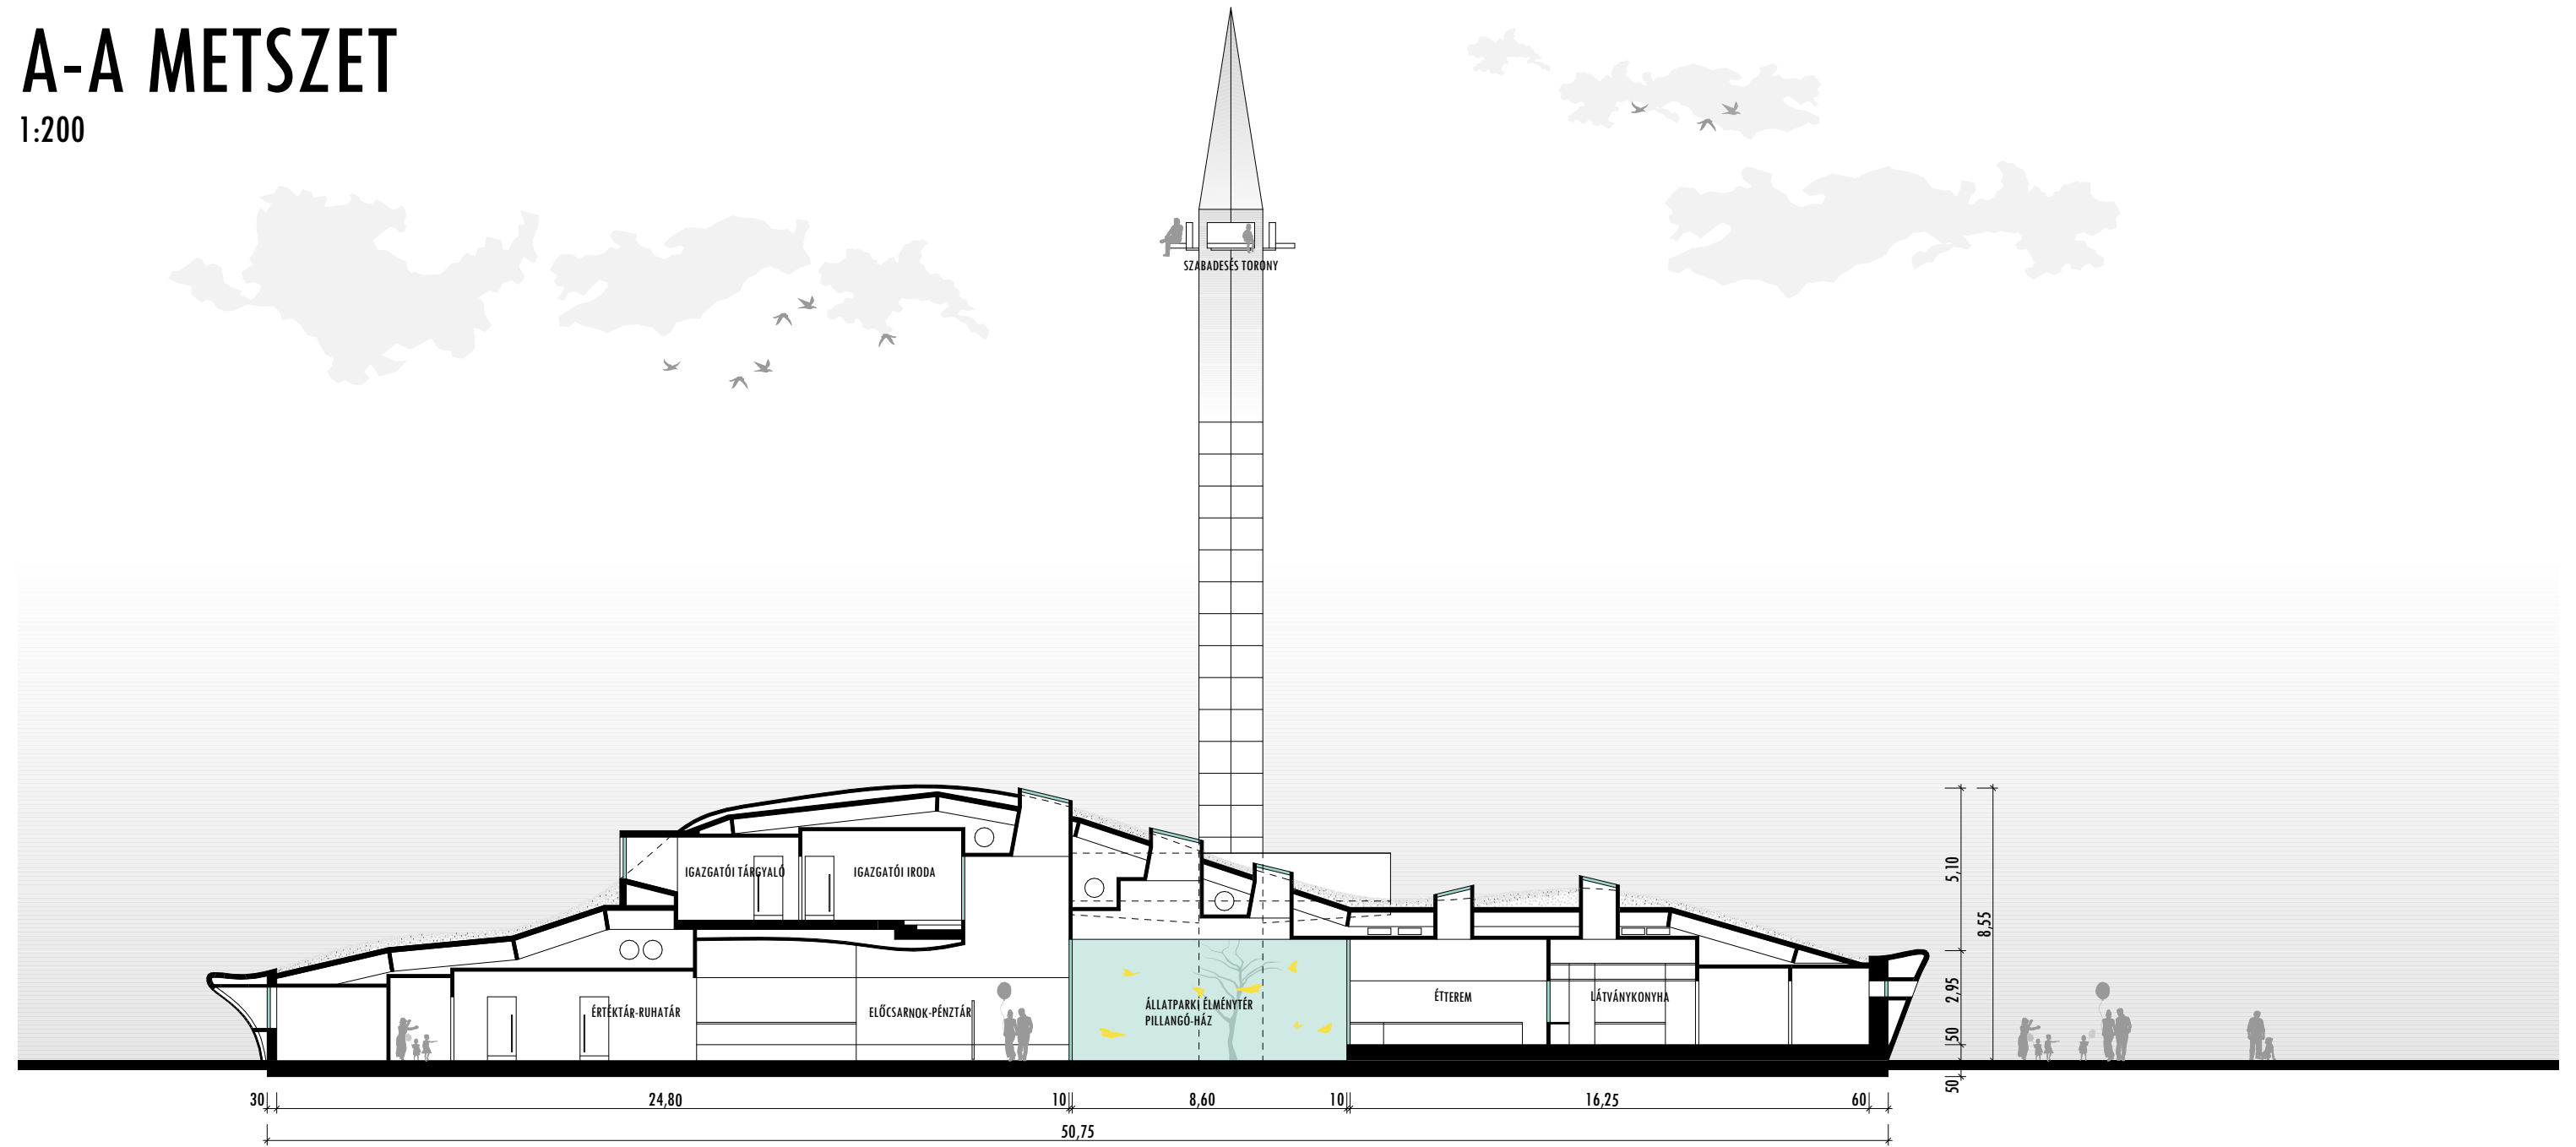 A-A METSZET
1:200
SZABADESÉS TORONY
IGAZGATÓI TÁRGYALÓ
IGAZGATÓI IRODA
ÉRTÉKTÁR-RUHATÁR
ELŐCSARNOK-PÉNZTÁR
ÁLLATPARKI ÉLMÉNYTÉR
PILLANGÓ-HÁZ
ÉTTEREM
LÁTVÁNYKONYHA
5,10
8,55
2,95
50
50
30
24,80
10
8,60
10
16,25
60
50,75